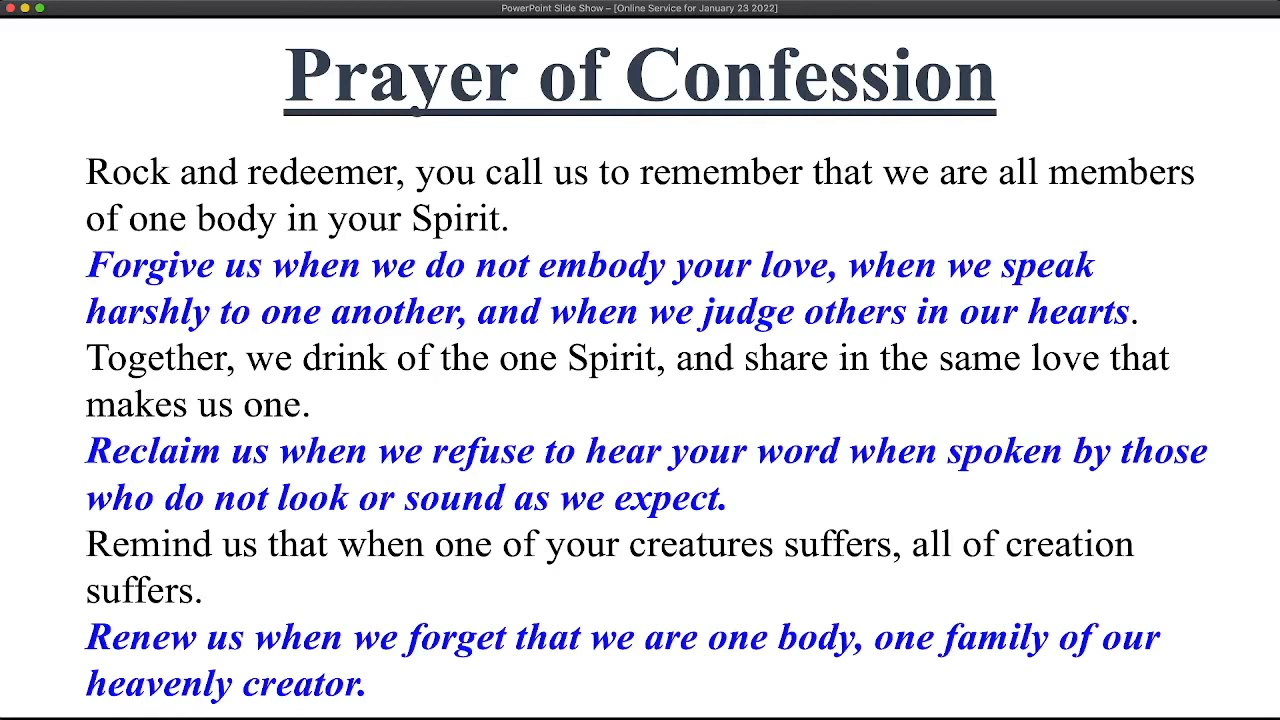 PowerPoint Slide Show – [Online Service for January 23 2022]
Prayer of Confession
Rock and redeemer, you call us to remember that we are all members
of one body in your Spirit.
Forgive us when we do not embody your love, when we speak
harshly to one another, and when we judge others in our hearts.
Together, we drink of the one Spirit, and share in the same love that
makes us one.
Reclaim us when we refuse to hear your word when spoken by those
who do not look or sound as we expect.
Remind us that when one of your creatures suffers, all of creation
suffers.
Renew us when we forget that we are one body, one family of our
heavenly creator.